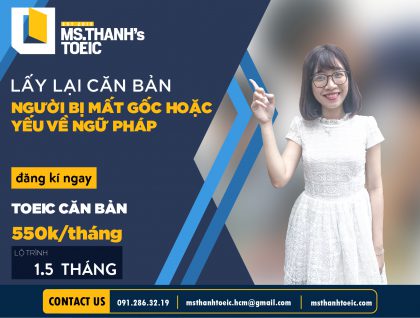 EST 2010
MS.THANH's
TOEIC
LẤY LẠI CĂN BẢN
NGƯỜI BỊ MẤT GỐC HOẶC
YẾU VỀ NGỮ PHÁP
đăng kí ngay
TOEIC CĂN BẢN
550k/tháng
LỘ TRÌNH
1.5 THÁNG
CONTACT US
091.286.32.19
msthanhtoeic.hcm@gmail.com
msthanhtoeic.com